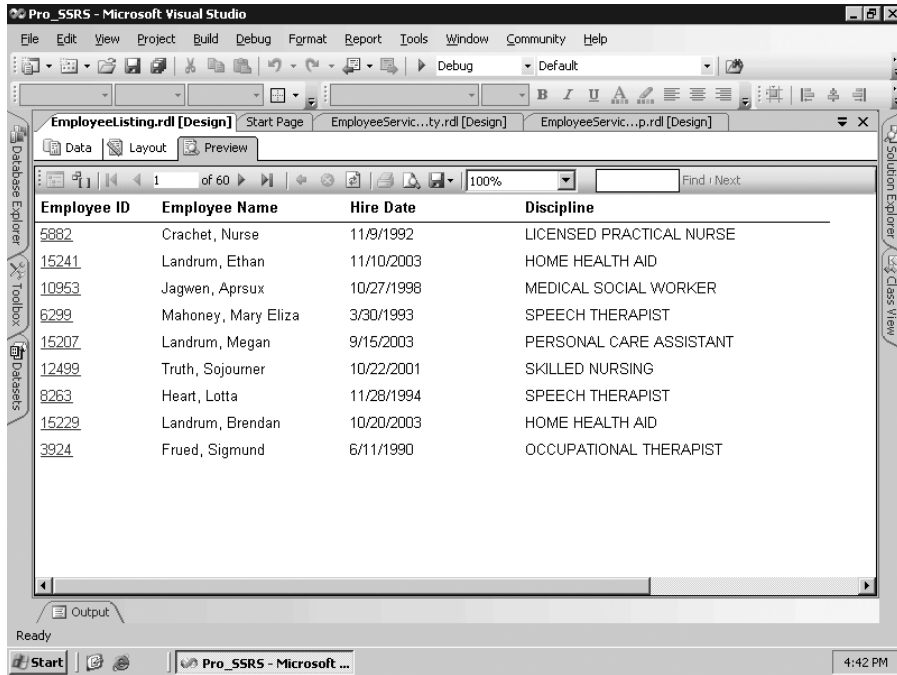 Pro_SSRS - Microsoft Visual Studio
File Edit View Project Build Debug Format Report Tools Window Community Help
Debug Default
B I U A
EmployeeListing.rdl [Design] Start Page EmployeeServic...ty.rdl [Design] EmployeeServic...p.rdl [Design]
Data Layout Preview
1 of 60 100% Find Next
Employee ID Employee Name Hire Date Discipline
5882 Crachet, Nurse 11/9/1992 LICENSED PRACTICAL NURSE
15241 Landrum, Ethan 11/10/2003 HOME HEALTH AID
10953 Jagwen, Aprsux 10/27/1998 MEDICAL SOCIAL WORKER
6299 Mahoney, Mary Eliza 3/30/1993 SPEECH THERAPIST
15207 Landrum, Megan 9/15/2003 PERSONAL CARE ASSISTANT
12499 Truth, Sojourner 10/22/2001 SKILLED NURSING
8263 Heart, Lotta 11/28/1994 SPEECH THERAPIST
15229 Landrum, Brendan 10/20/2003 HOME HEALTH AID
3924 Frued, Sigmund 6/11/1990 OCCUPATIONAL THERAPIST
Database Explorer
Toolbox
Datasets
Solution Explorer
Class View
Output
Ready
Start Pro_SSRS - Microsoft ... 4:42 PM